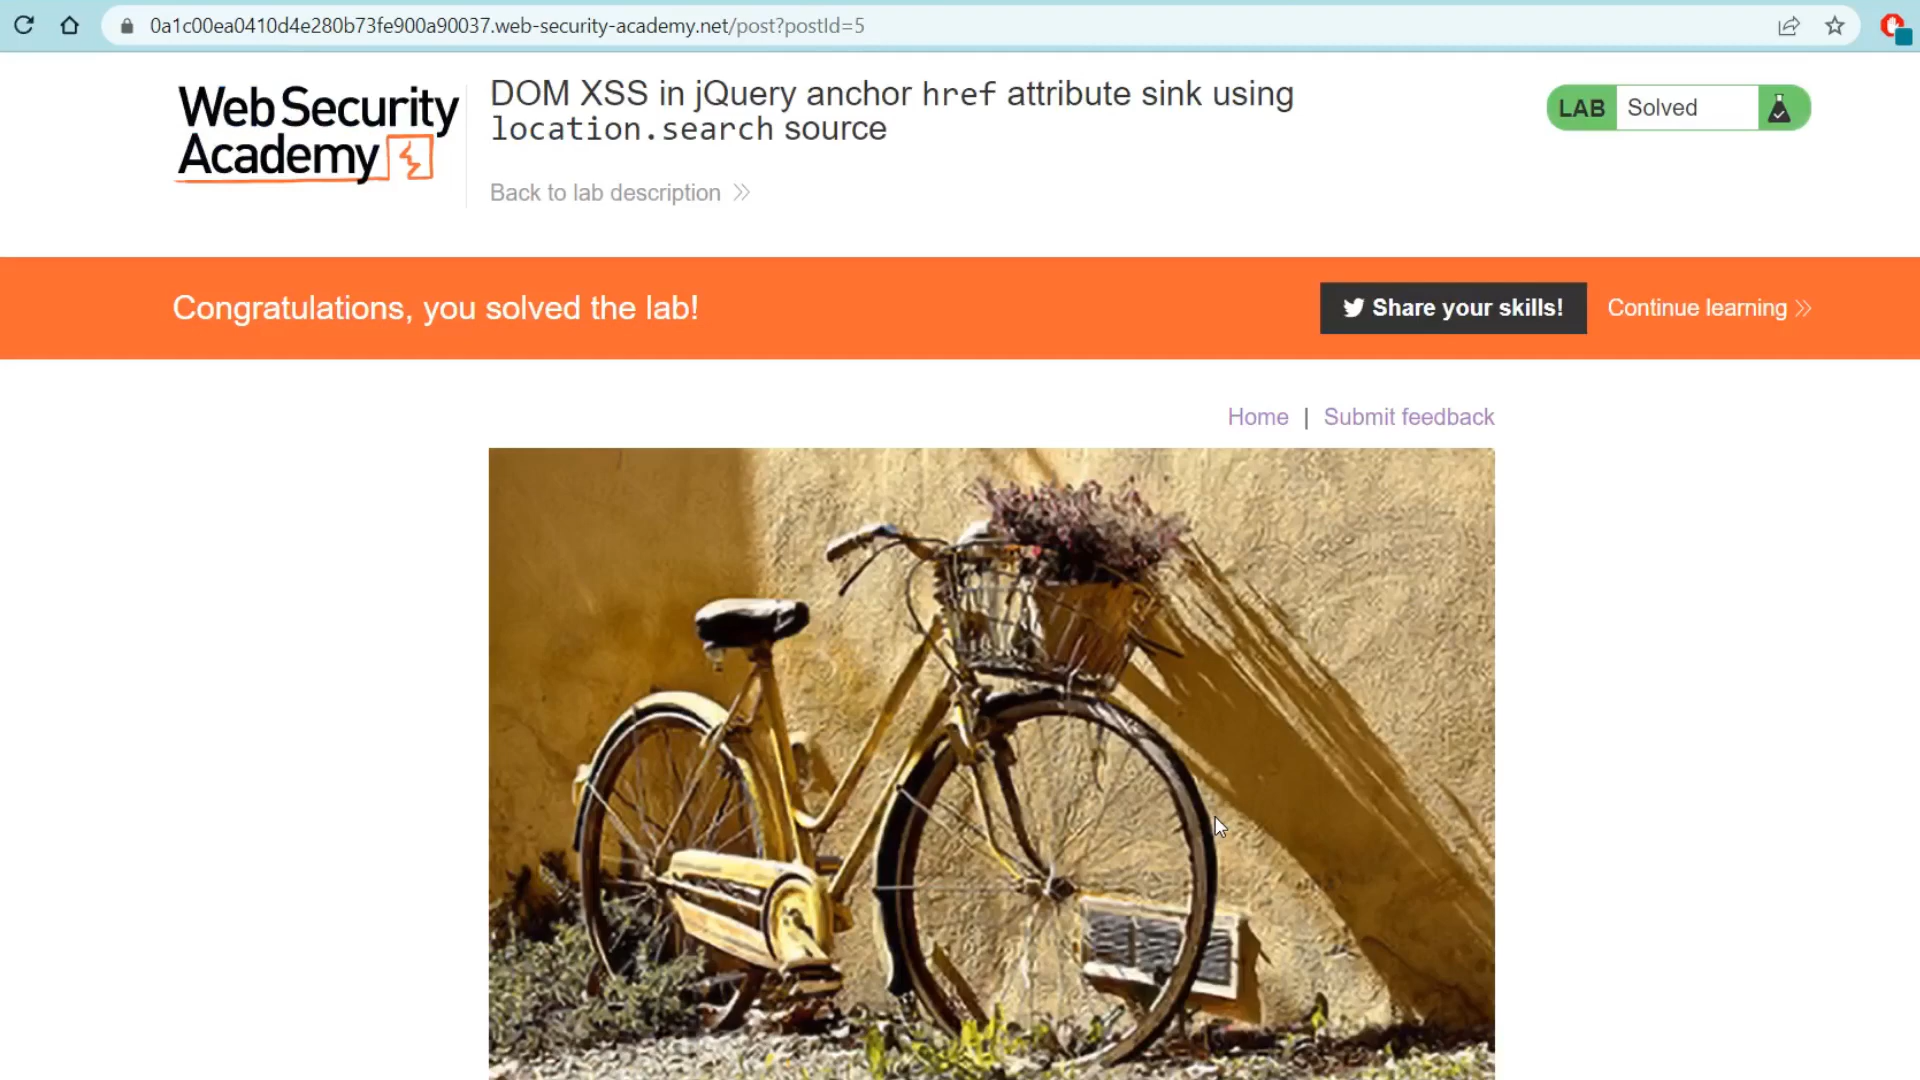 0a1c00ea0410d4e280b73fe900a90037.web-security-academy.net/post?postId=5
Web Security
Academy
DOM XSS in jQuery anchor href attribute sink using
location.search source
LAB Solved
Back to lab description
Congratulations, you solved the lab!
Share your skills!
Continue learning
Home | Submit feedback